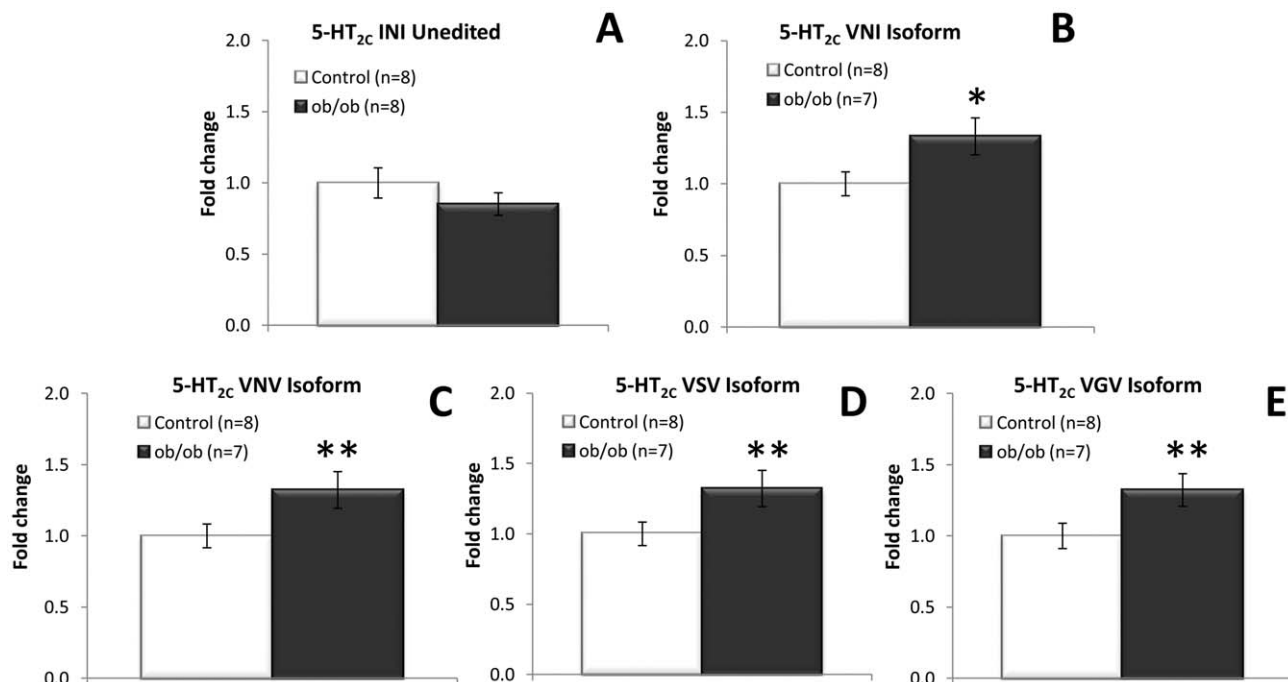 5-HT2C INI Unedited
A
2.0
Control (n=8)
ob/ob (n=8)
1.5
1.0
0.5
0.0
Fold change
5-HT2C VNI Isoform
B
2.0
Control (n=8)
ob/ob (n=7)
1.5
*
1.0
0.5
0.0
Fold change
5-HT2C VNV Isoform
C
2.0
Control (n=8)
ob/ob (n=7)
1.5
**
1.0
0.5
0.0
Fold change
5-HT2C VSV Isoform
D
2.0
Control (n=8)
ob/ob (n=7)
1.5
**
1.0
0.5
0.0
Fold change
5-HT2C VGV Isoform
E
2.0
Control (n=8)
ob/ob (n=7)
1.5
**
1.0
0.5
0.0
Fold change